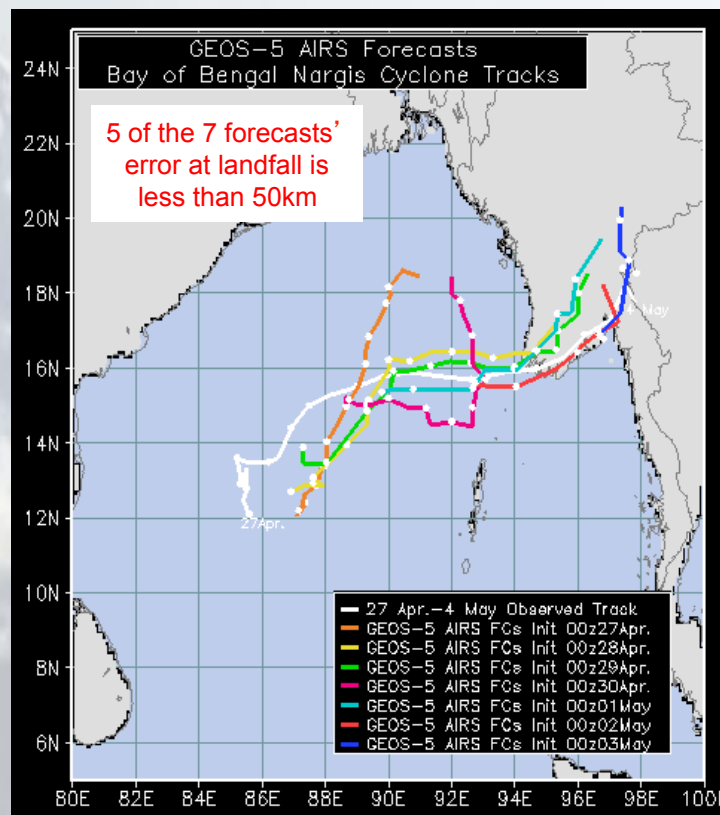 GEOS-5 AIRS Forecasts
Bay of Bengal Nargis Cyclone Tracks
5 of the 7 forecasts’
error at landfall is
less than 50km
24N
22N
20N
18N
16N
14N
12N
10N
8N
6N
4 May
27Apr.
27 Apr.-4 May Observed Track
GEOS-5 AIRS FCs Init 00z27Apr.
GEOS-5 AIRS FCs Init 00z28Apr.
GEOS-5 AIRS FCs Init 00z29Apr.
GEOS-5 AIRS FCs Init 00z30Apr.
GEOS-5 AIRS FCs Init 00z01May
GEOS-5 AIRS FCs Init 00z02May
GEOS-5 AIRS FCs Init 00z03May
80E 82E 84E 86E 88E 90E 92E 94E 96E 98E 100E